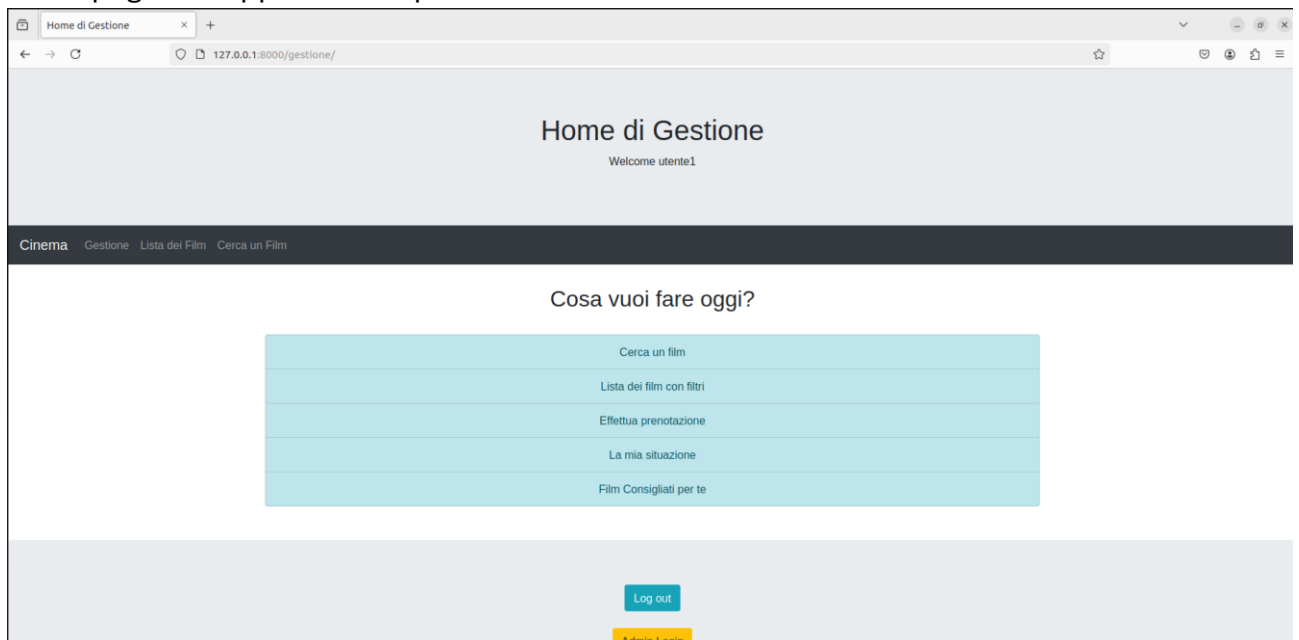 Home di Gestione
127.0.0.1:8000/gestione/
Home di Gestione
Welcome utente1
Cinema Gestione Lista dei Film Cerca un Film
Cosa vuoi fare oggi?
Cerca un film
Lista dei film con filtri
Effettua prenotazione
La mia situazione
Film Consigliati per te
Log out
Admin Login